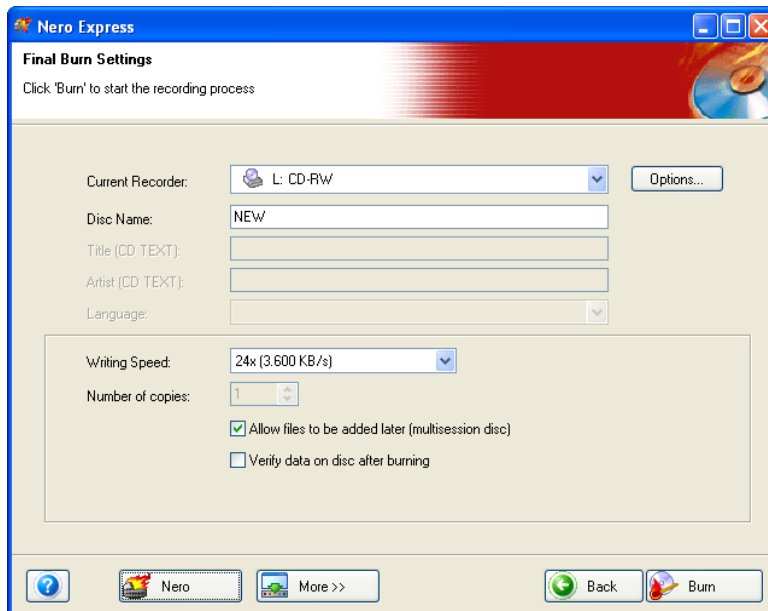 Nero Express
Final Burn Settings
Click 'Burn' to start the recording process
Current Recorder: L: CD-RW Options...
Disc Name: NEW
Title (CD TEXT):
Artist (CD TEXT):
Language:
Writing Speed: 24x (3.600 KB/s)
Number of copies: 1
Allow files to be added later (multisession disc)
Verify data on disc after burning
? Nero More >> Back Burn